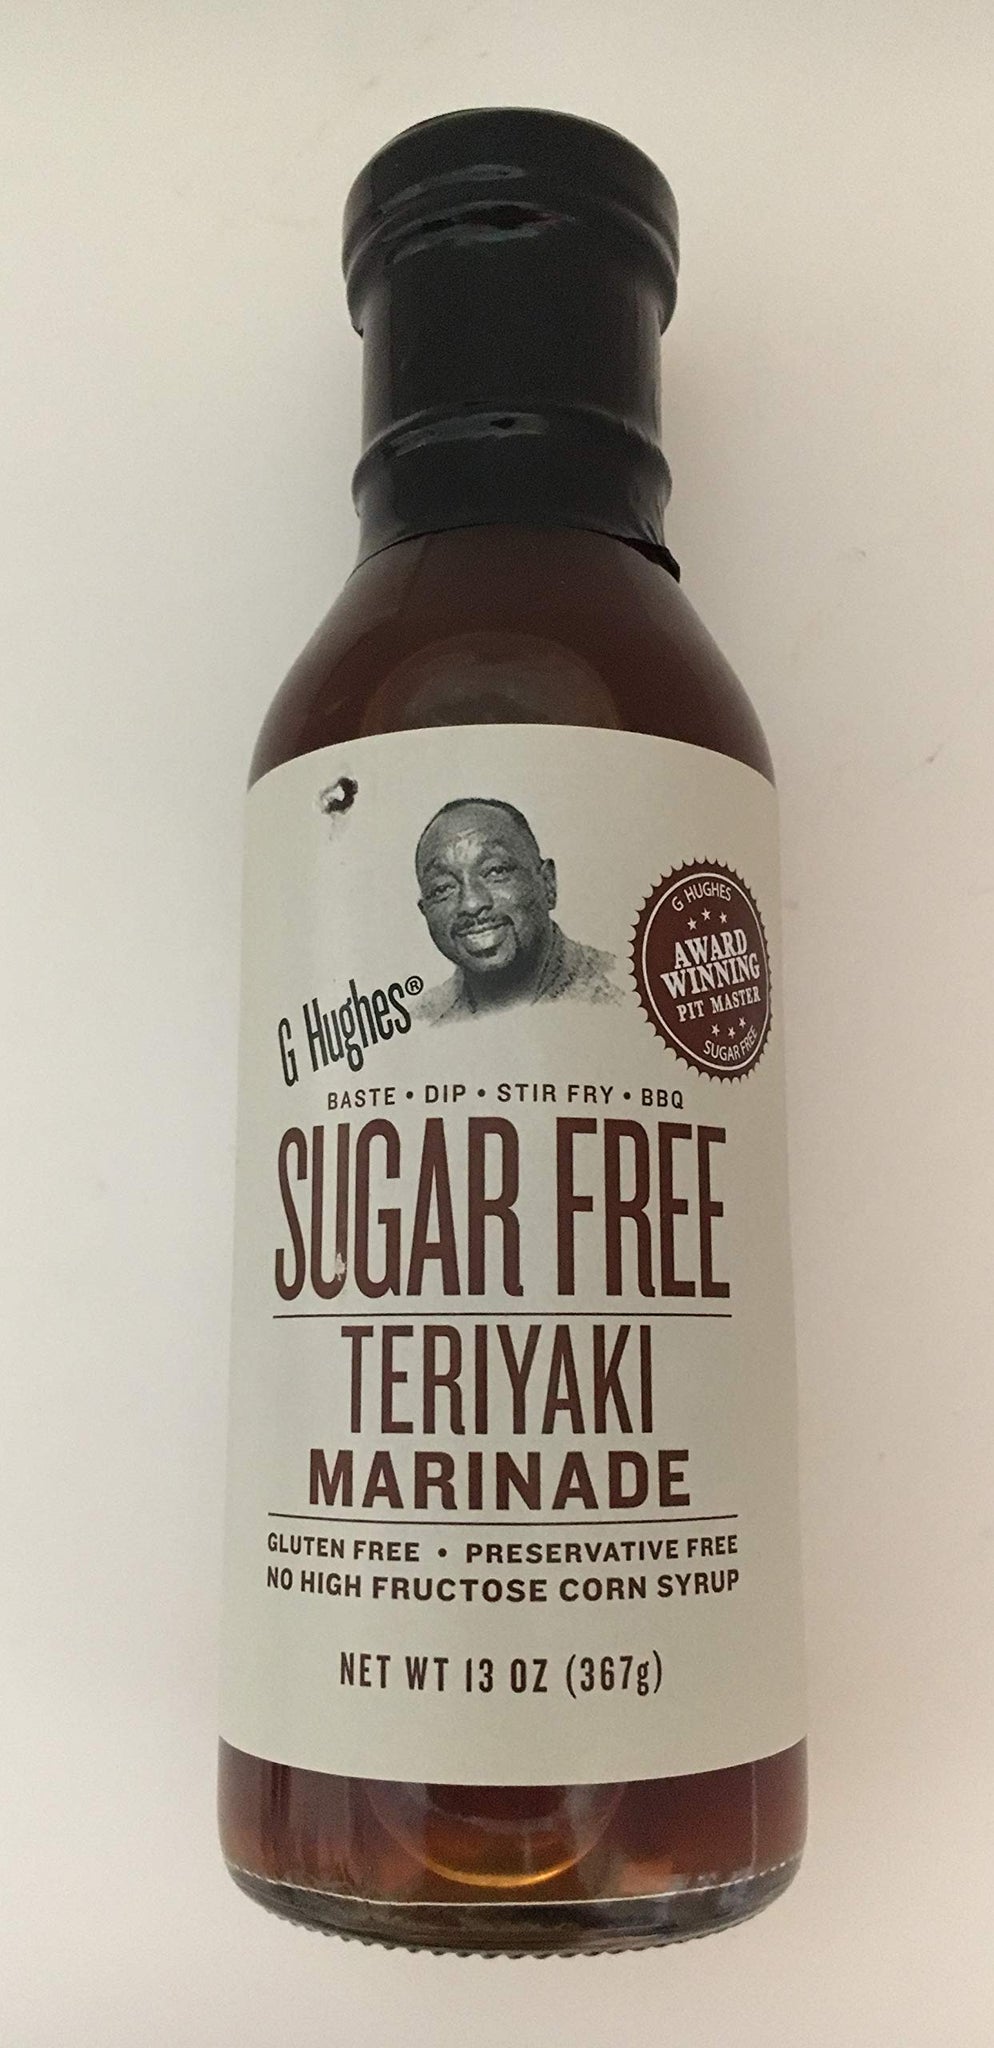 G Hughes®
G HUGHES
AWARD
WINNING
PIT MASTER
SUGAR FREE
BASTE • DIP • STIR FRY • BBQ
SUGAR FREE
TERIYAKI
MARINADE
GLUTEN FREE • PRESERVATIVE FREE
NO HIGH FRUCTOSE CORN SYRUP
NET WT 13 OZ (367g)